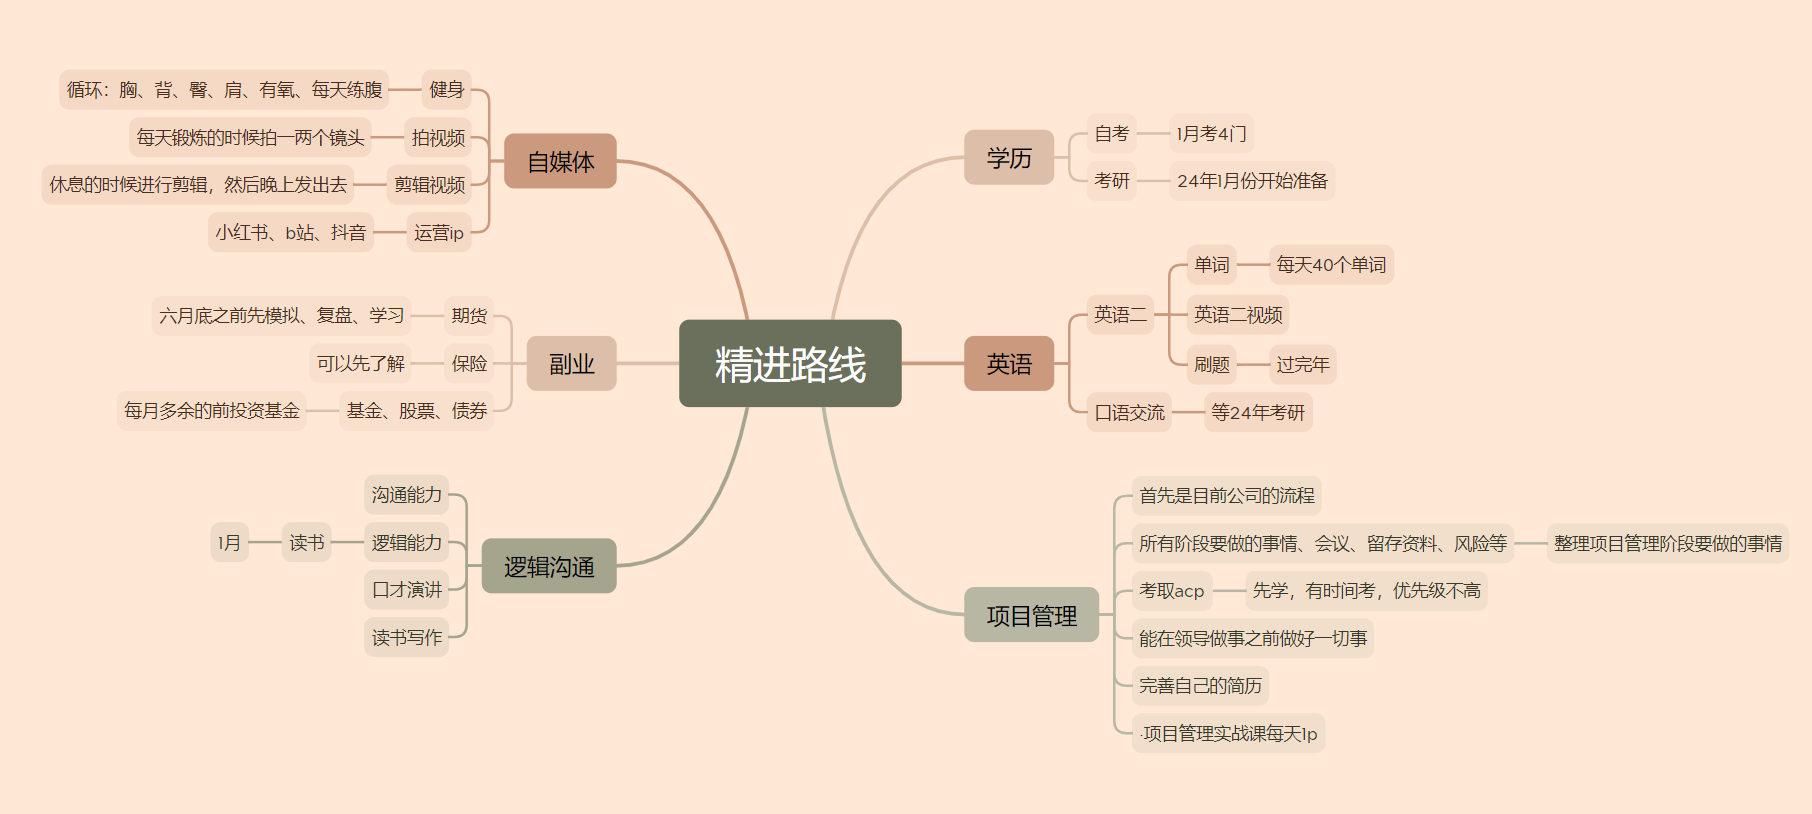 精进路线
学历
自考
1月考4门
考研
24年1月份开始准备
英语
英语二
单词
每天40个单词
英语二视频
刷题
过完年
口语交流
等24年考研
项目管理
首先是目前公司的流程
所有阶段要做的事情、会议、留存资料、风险等
整理项目管理阶段要做的事情
考取acp
先学，有时间考，优先级不高
能在领导做事之前做好一切事
完善自己的简历
·项目管理实战课每天1p
自媒体
健身
循环：胸、背、臀、肩、有氧、每天练腹
拍视频
每天锻炼的时候拍一两个镜头
剪辑视频
休息的时候进行剪辑，然后晚上发出去
运营ip
小红书、b站、抖音
副业
期货
六月底之前先模拟、复盘、学习
保险
可以先了解
基金、股票、债券
每月多余的前投资基金
逻辑沟通
沟通能力
逻辑能力
读书
1月
口才演讲
读书写作